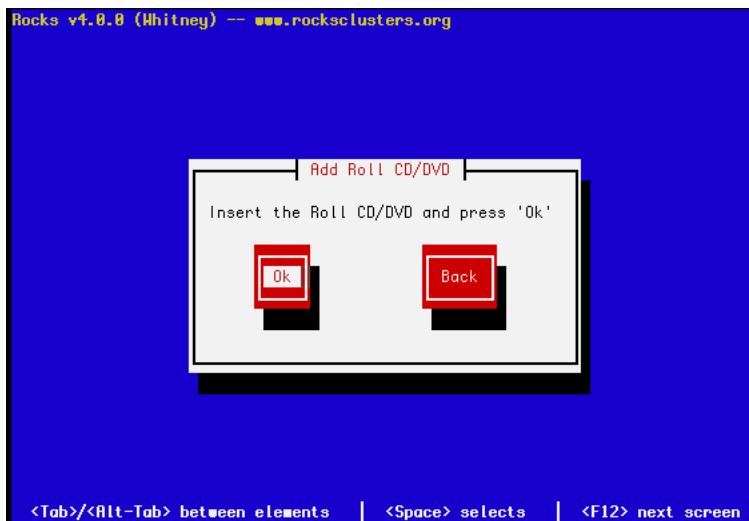 Rocks v4.0.0 (Whitney) -- www.rocksclusters.org
Add Roll CD/DVD
Insert the Roll CD/DVD and press 'Ok'
Ok Back
<Tab>/<Alt-Tab> between elements | <Space> selects | <F12> next screen